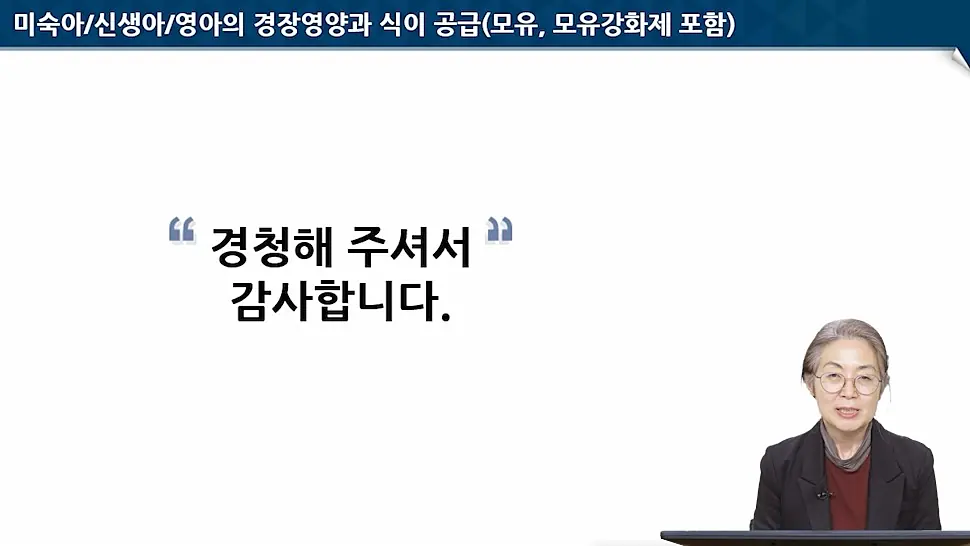 미숙아/신생아/영아의 경장영양과 식이 공급(모유, 모유강화제 포함)
“ 경청해 주셔서 ”
감사합니다.